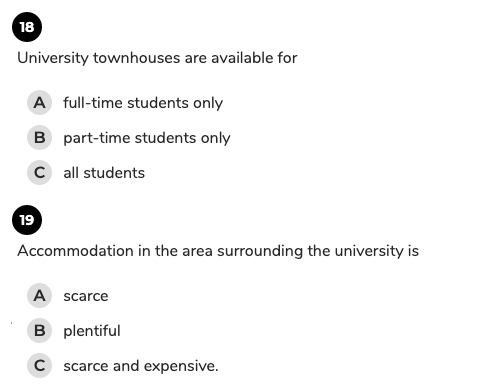 18
University townhouses are available for
A full-time students only
B part-time students only
C all students
19
Accommodation in the area surrounding the university is
A scarce
B plentiful
C scarce and expensive.